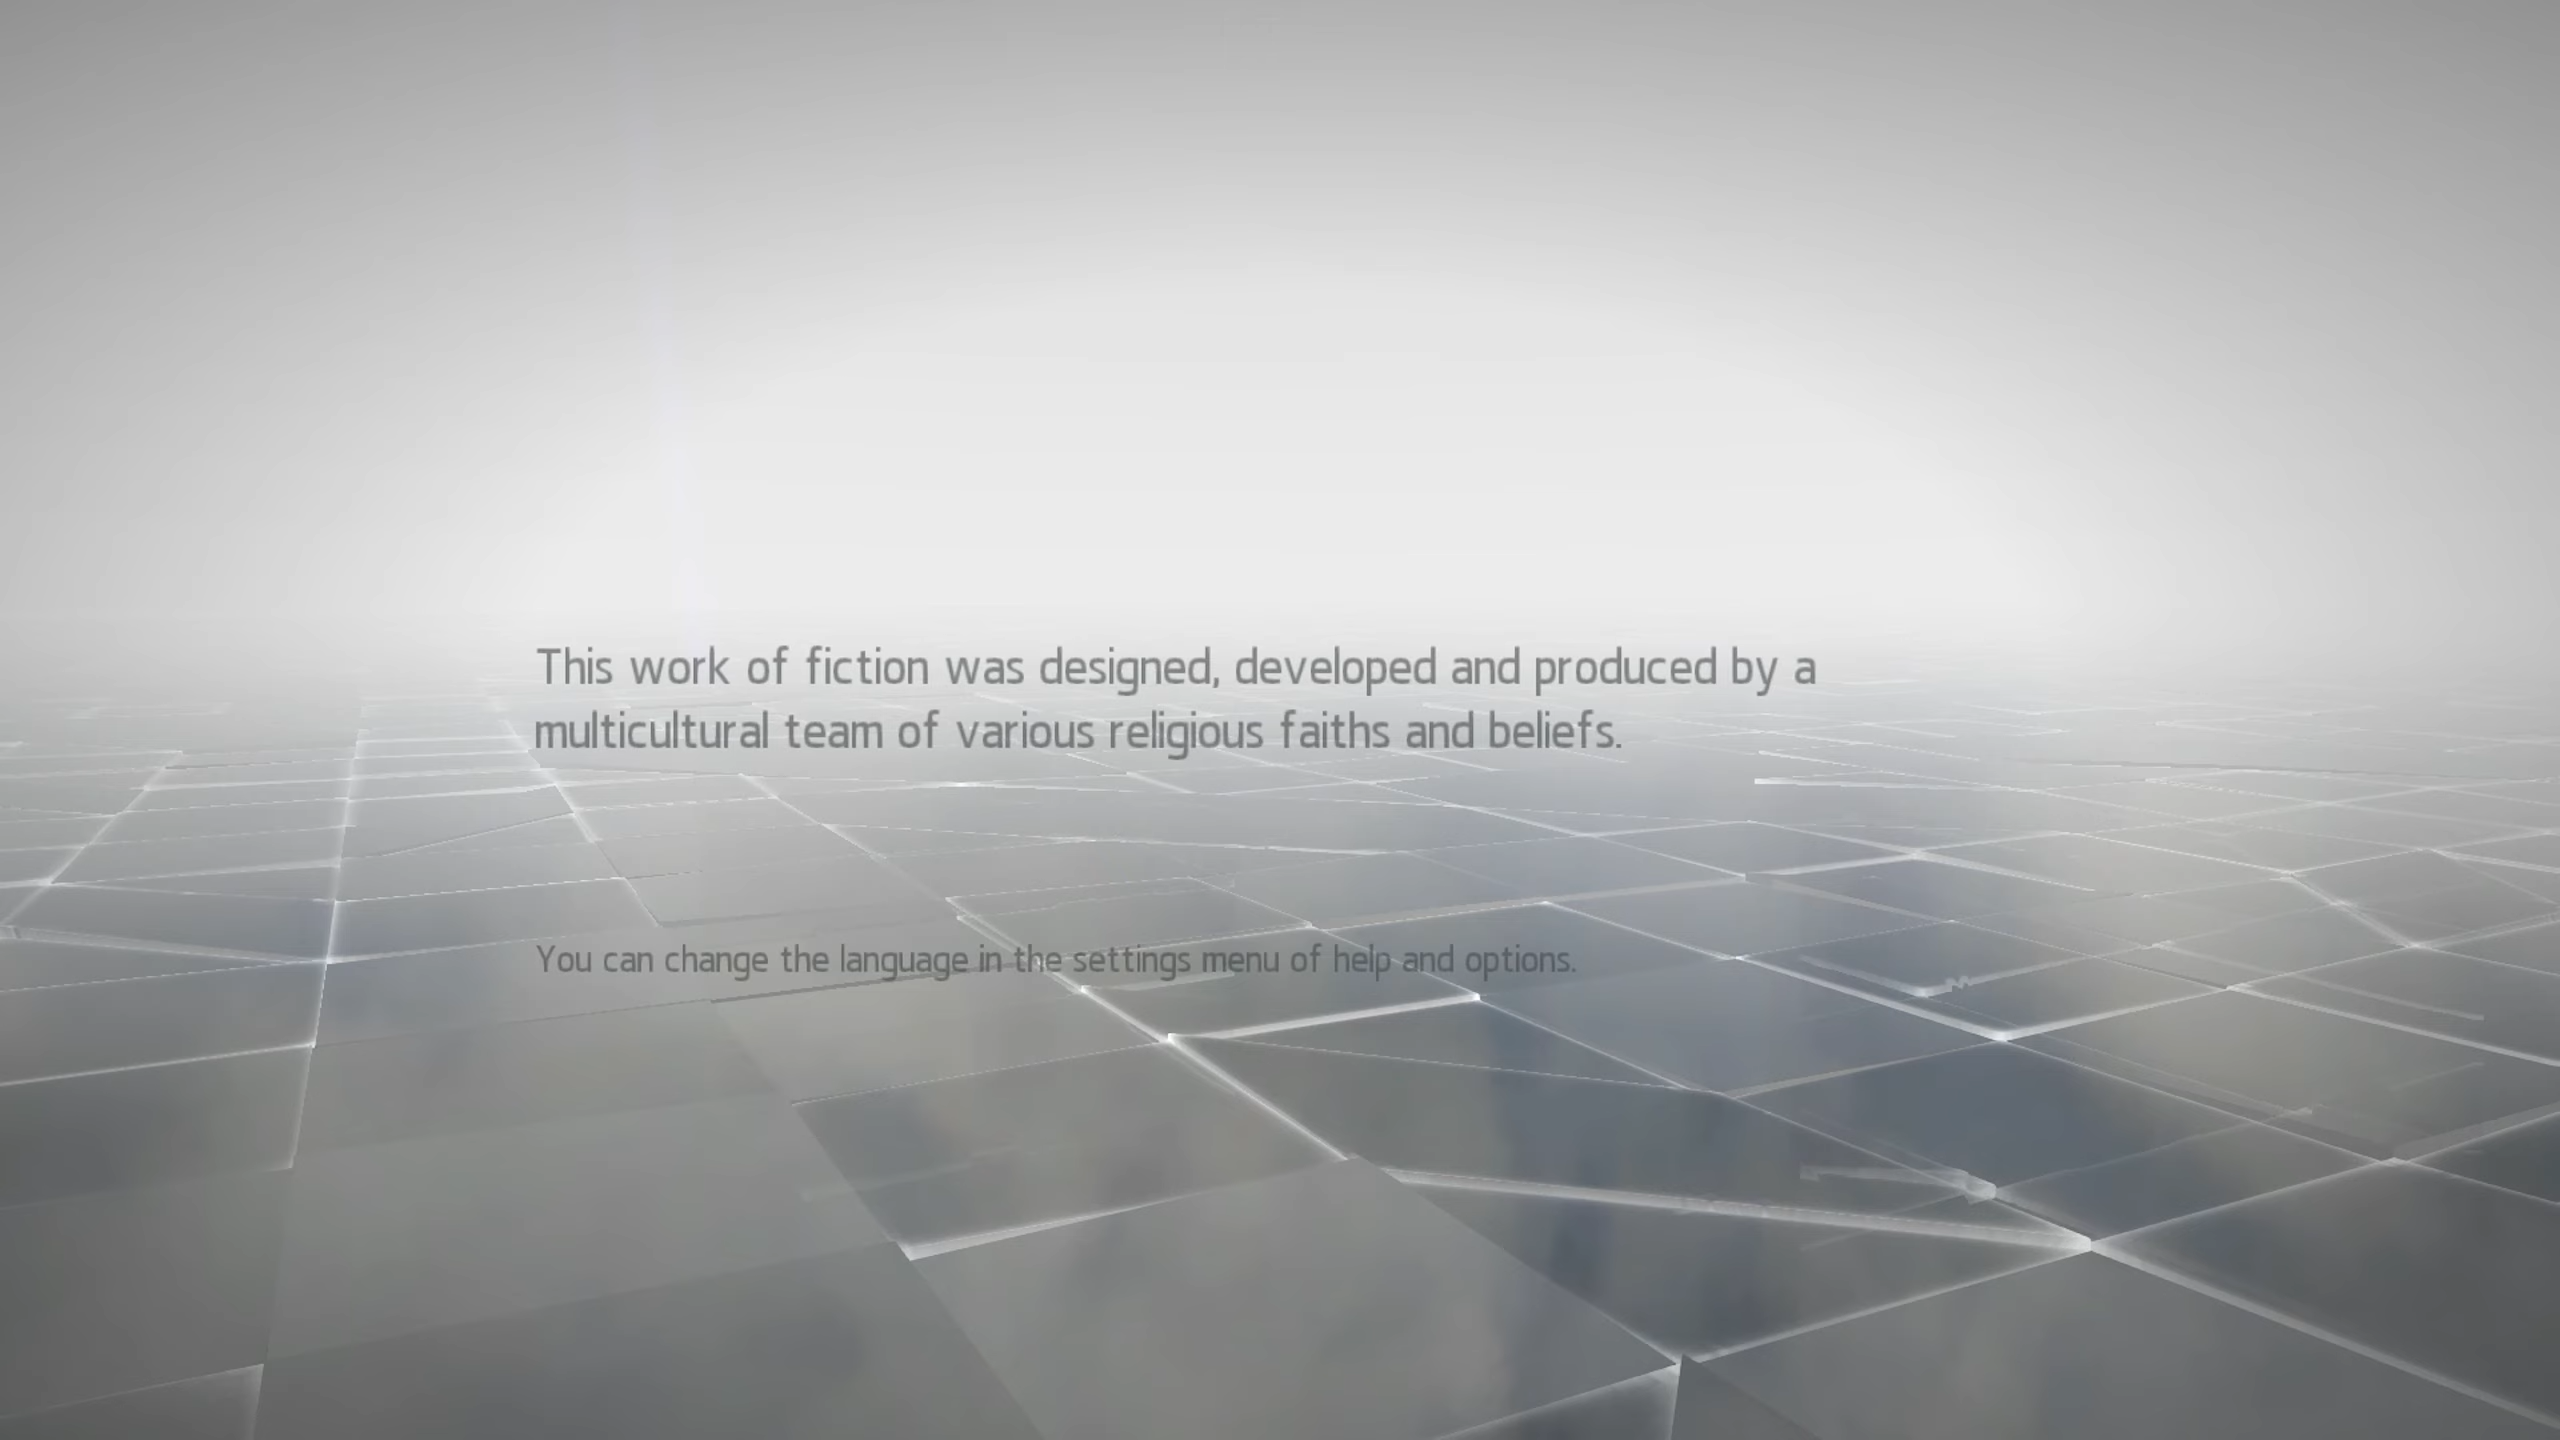 This work of fiction was designed, developed and produced by a
multicultural team of various religious faiths and beliefs.
You can change the language in the settings menu of help and options.